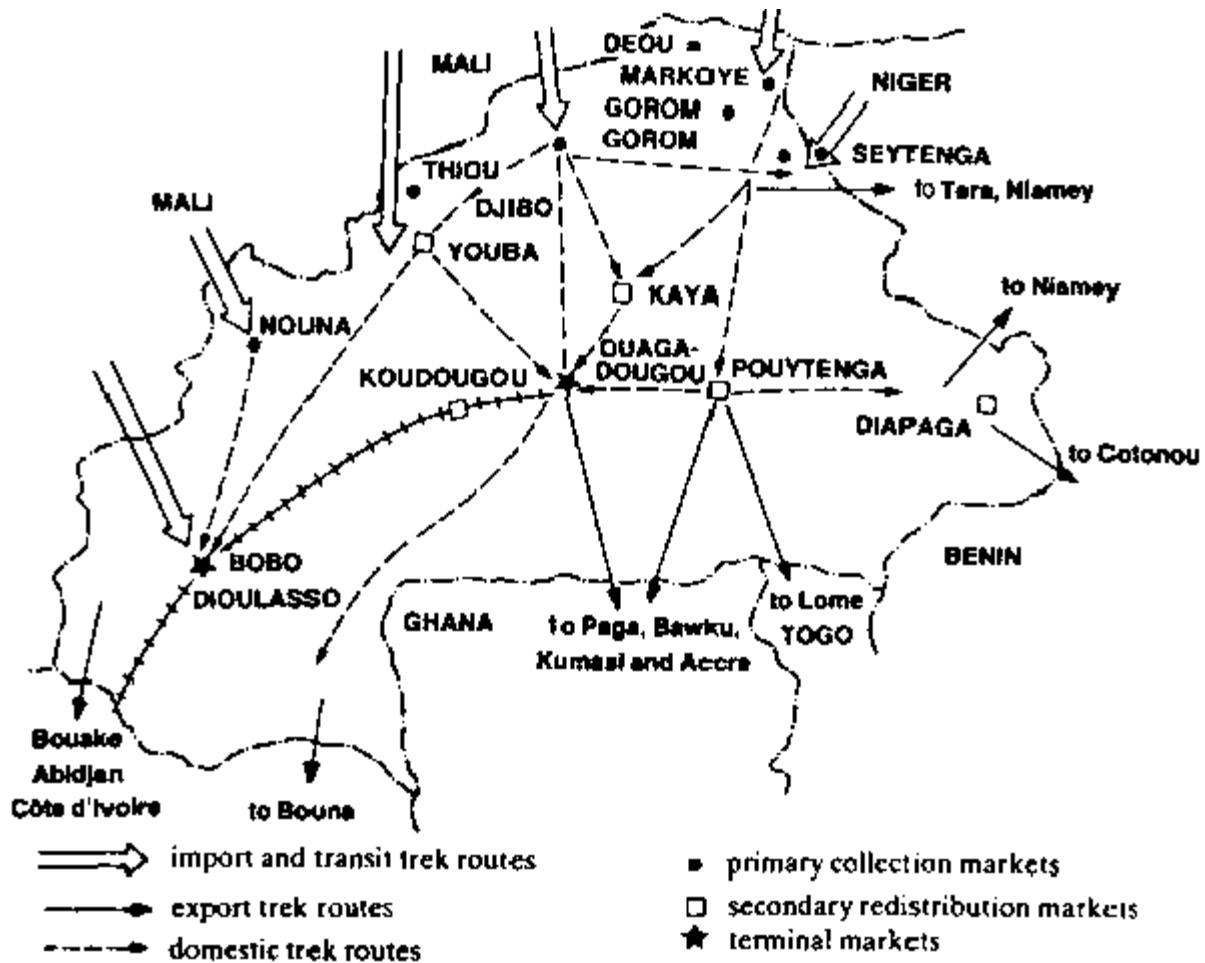 DEOU
MALI
MARKOYE
NIGER
GOROM
GOROM
SEYTENGA
THIOU
to Tera, Niamey
MALI
DJIBO
YOUBA
KAYA
to Niamey
NOUNA
OUAGA-
DOUGOU
POUYTENGA
KOUDOUGOU
DIAPAGA
to Cotonou
BENIN
BOBO
DIOULASSO
GHANA
to Paga, Bawku,
Kumasi and Accra
to Lome
TOGO
Bouake
Abidjan
Côte d'Ivoire
to Bouna
import and transit trek routes
export trek routes
domestic trek routes
primary collection markets
secondary redistribution markets
terminal markets